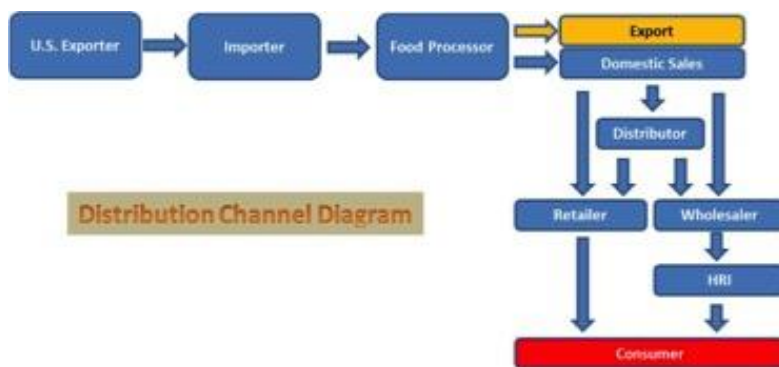 U.S. Exporter
Importer
Food Processor
Export
Domestic Sales
Distributor
Distribution Channel Diagram
Retailer
Wholesaler
HRI
Consumer